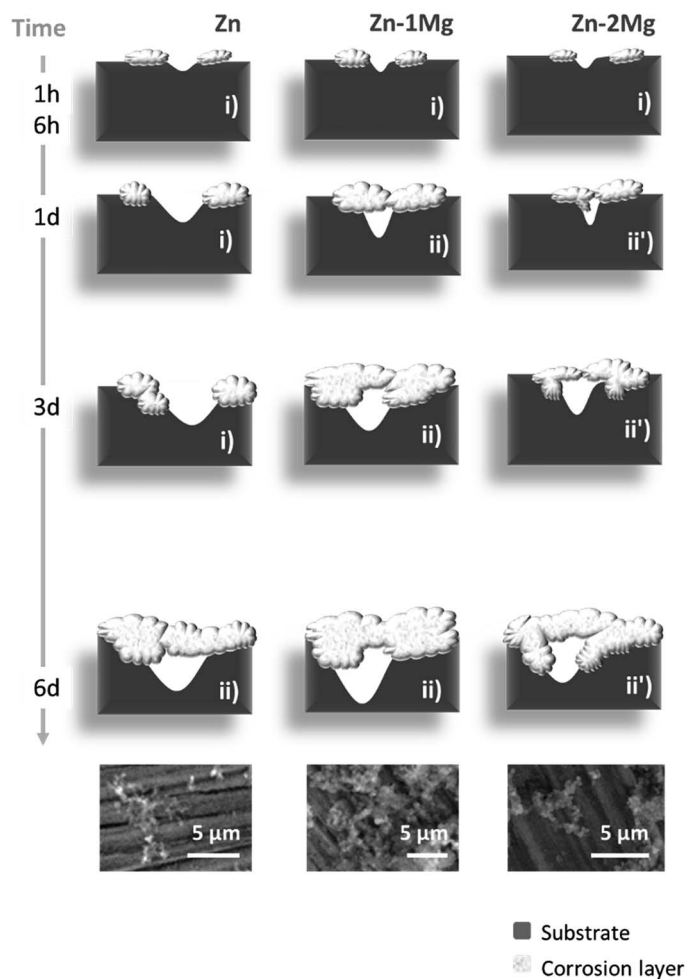 Time Zn Zn-1Mg Zn-2Mg
1h i) i) i)
6h
1d i) ii) ii')
3d i) ii) ii')
6d ii) ii) ii')
5 μm 5 μm 5 μm
Substrate
Corrosion layer